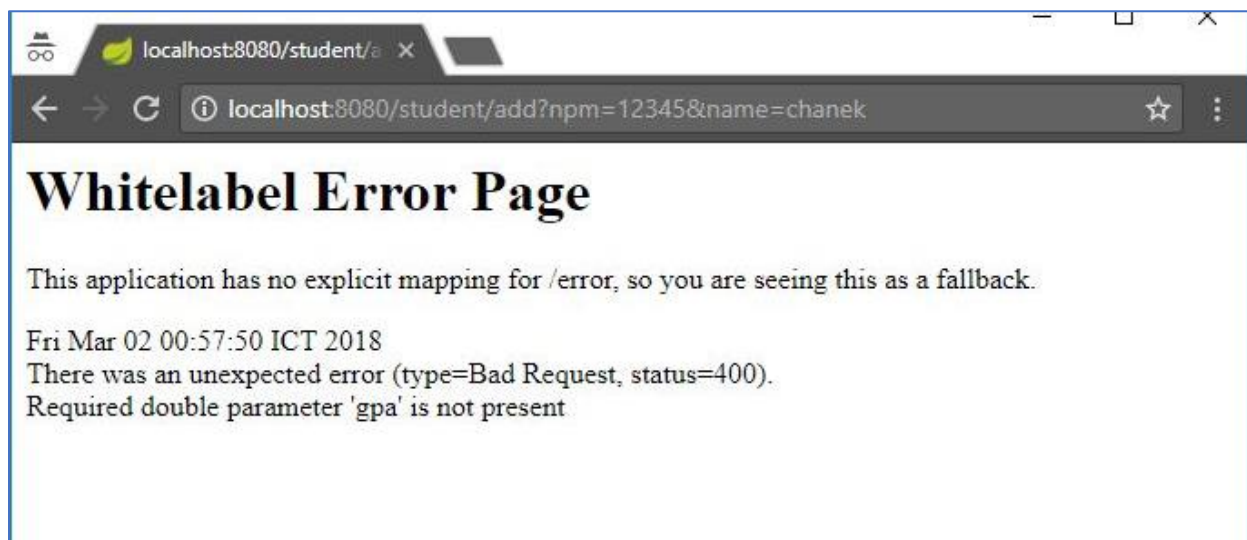 localhost:8080/student/a
localhost:8080/student/add?npm=12345&name=chanek
Whitelabel Error Page
This application has no explicit mapping for /error, so you are seeing this as a fallback.
Fri Mar 02 00:57:50 ICT 2018
There was an unexpected error (type=Bad Request, status=400).
Required double parameter 'gpa' is not present